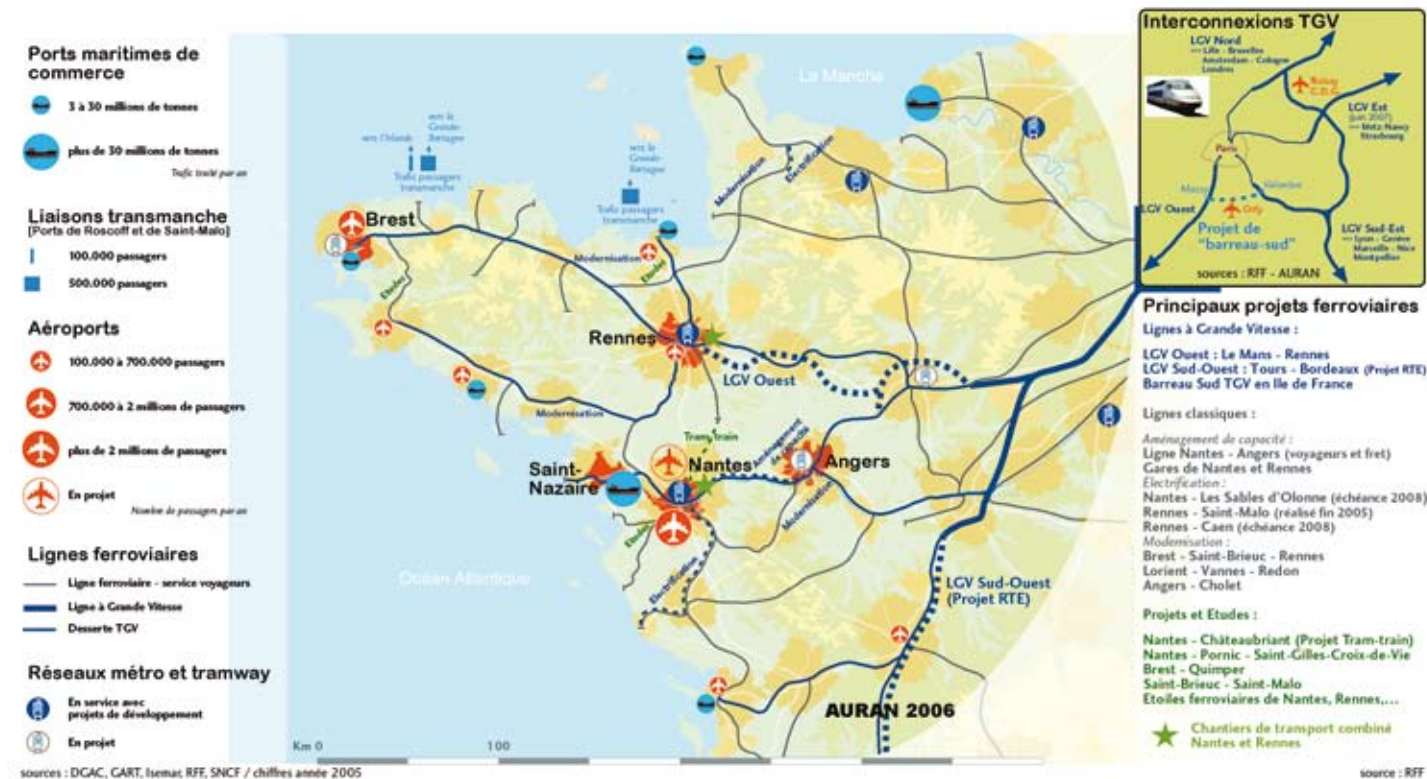 Ports maritimes de
commerce
3 à 30 millions de tonnes
plus de 30 millions de tonnes
Trafic traité par an
Liaisons transmanche
(Ports de Roscoff et de Saint-Malo)
100.000 passagers
500.000 passagers
Aéroports
100.000 à 700.000 passagers
700.000 à 2 millions de passagers
plus de 2 millions de passagers
En projet
Nombre de passagers par an
Lignes ferroviaires
Ligne ferroviaire - service voyageurs
Ligne à Grande Vitesse
Desserte TGV
Réseaux métro et tramway
En service avec
projets de développement
En projet
sources : DGAC, GART, Isemar, RFF, SNCF / chiffres année 2005
La Manche
vers l'Irlande
vers la
Grande-
Bretagne
Trafic passagers
transmanche
vers la
Grande-
Bretagne
Trafic passagers
transmanche
Modernisation
Electrification
Brest
Modernisation
Etudes
Etudes
Rennes
LGV Ouest
Modernisation
Tram-train
Aménagement
de capacité
Saint-
Nazaire
Nantes
Angers
Modernisation
Etudes
Electrification
Océan Atlantique
LGV Sud-Ouest
(Projet RTE)
AURAN 2006
Km 0
100
Interconnexions TGV
LGV Nord
Lille - Bruxelles
Amsterdam - Cologne
Londres
Roissy
C.D.G.
LGV Est
(juin 2007)
Metz-Nancy
Strasbourg
Paris
Massy
Valenton
LGV Ouest
Orly
Projet de
"barreau-sud"
LGV Sud-Est
Lyon - Genève
Marseille - Nice
Montpellier
sources : RFF - AURAN
Principaux projets ferroviaires
Lignes à Grande Vitesse :
LGV Ouest : Le Mans - Rennes
LGV Sud-Ouest : Tours - Bordeaux (Projet RTE)
Barreau Sud TGV en Ile de France
Lignes classiques :
Aménagement de capacité :
Ligne Nantes - Angers (voyageurs et fret)
Gares de Nantes et Rennes
Electrification :
Nantes - Les Sables d'Olonne (échéance 2008)
Rennes - Saint-Malo (réalisé fin 2005)
Rennes - Caen (échéance 2008)
Modernisation :
Brest - Saint-Brieuc - Rennes
Lorient - Vannes - Redon
Angers - Cholet
Projets et Etudes :
Nantes - Châteaubriant (Projet Tram-train)
Nantes - Pornic - Saint-Gilles-Croix-de-Vie
Brest - Quimper
Saint-Brieuc - Saint-Malo
Etoiles ferroviaires de Nantes, Rennes,...
Chantiers de transport combiné
Nantes et Rennes
source : RFF